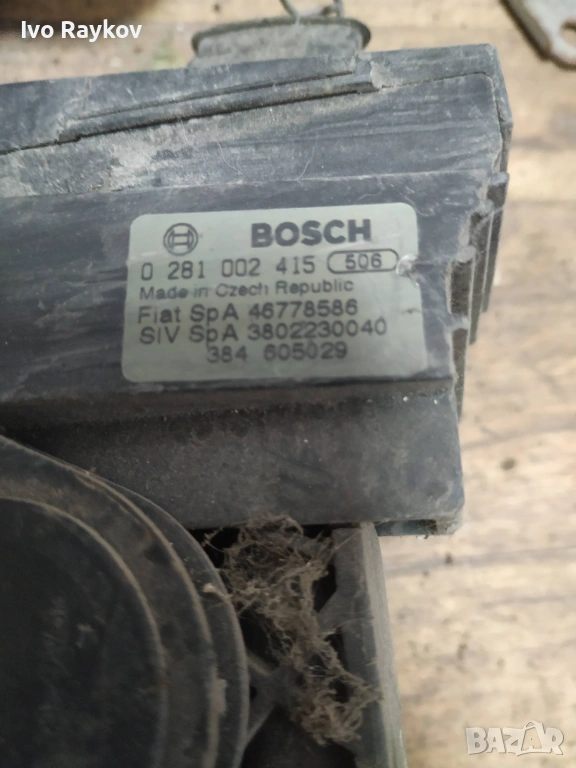 Ivo Raykov
BOSCH
0 281 002 415 506
Made in Czech Republic
Fiat SpA 46778586
SIV SpA 3802230040
384 605029
BAZAR